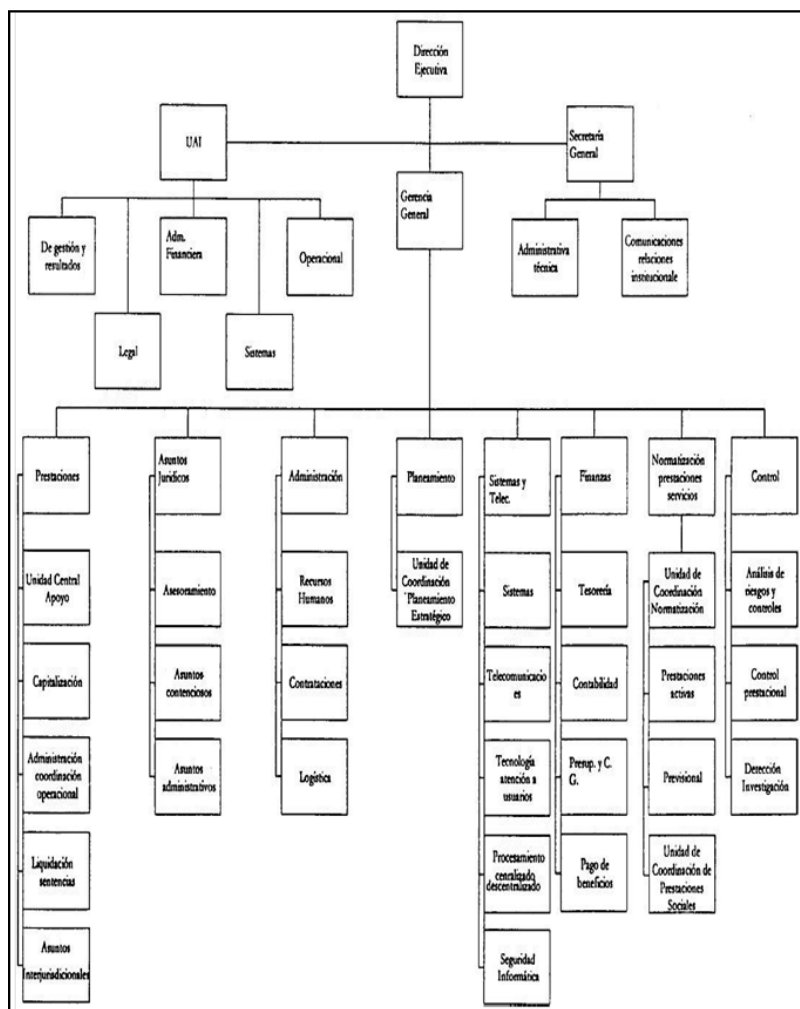 Dirección
Ejecutiva
UAI
Secretaría
General
Gerencia
General
De gestión y
resultados
Adm.
Financiera
Operacional
Administrativa
técnica
Comunicaciones
relaciones
institucionale
Legal
Sistemas
Prestaciones
Asuntos
Jurídicos
Administración
Planeamiento
Sistemas y
Telec.
Finanzas
Normatización
prestaciones
servicios
Control
Unidad Central
Apoyo
Asesoramiento
Recursos
Humanos
Unidad de
Coordinación
Planeamiento
Estratégico
Sistemas
Tesorería
Unidad de
Coordinación
Normatización
Análisis de
riesgos y
controles
Capitalización
Asuntos
contenciosos
Contrataciones
Telecomunicacio
es
Contabilidad
Prestaciones
activas
Control
prestacional
Administración
coordinación
operacional
Asuntos
administrativos
Logística
Tecnología
atención a
usuarios
Presup. y C.
G.
Previsional
Detección
Investigación
Liquidación
sentencias
Procesamiento
centralizado
descentralizado
Pago de
beneficios
Unidad de
Coordinación de
Prestaciones
Sociales
Asuntos
Interjurisdicionales
Seguridad
Informática